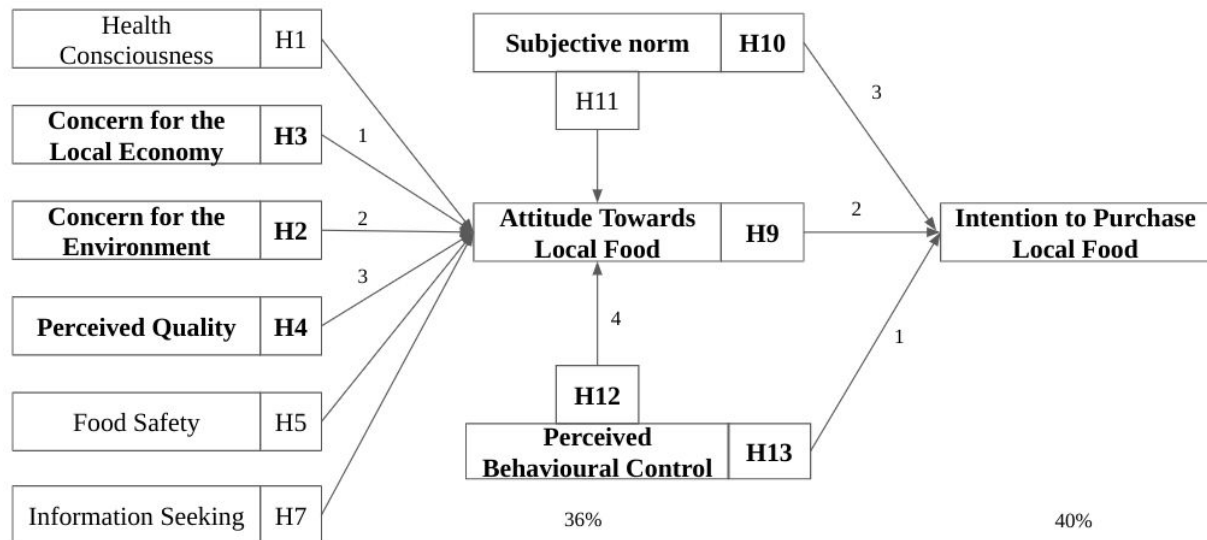 Health
Consciousness
H1
Concern for the
Local Economy
H3
1
Concern for the
Environment
H2
2
Perceived Quality
H4
3
Food Safety
H5
Information Seeking
H7
Subjective norm
H10
H11
3
Attitude Towards
Local Food
H9
2
Intention to Purchase
Local Food
4
H12
Perceived
Behavioural Control
H13
1
36%
40%